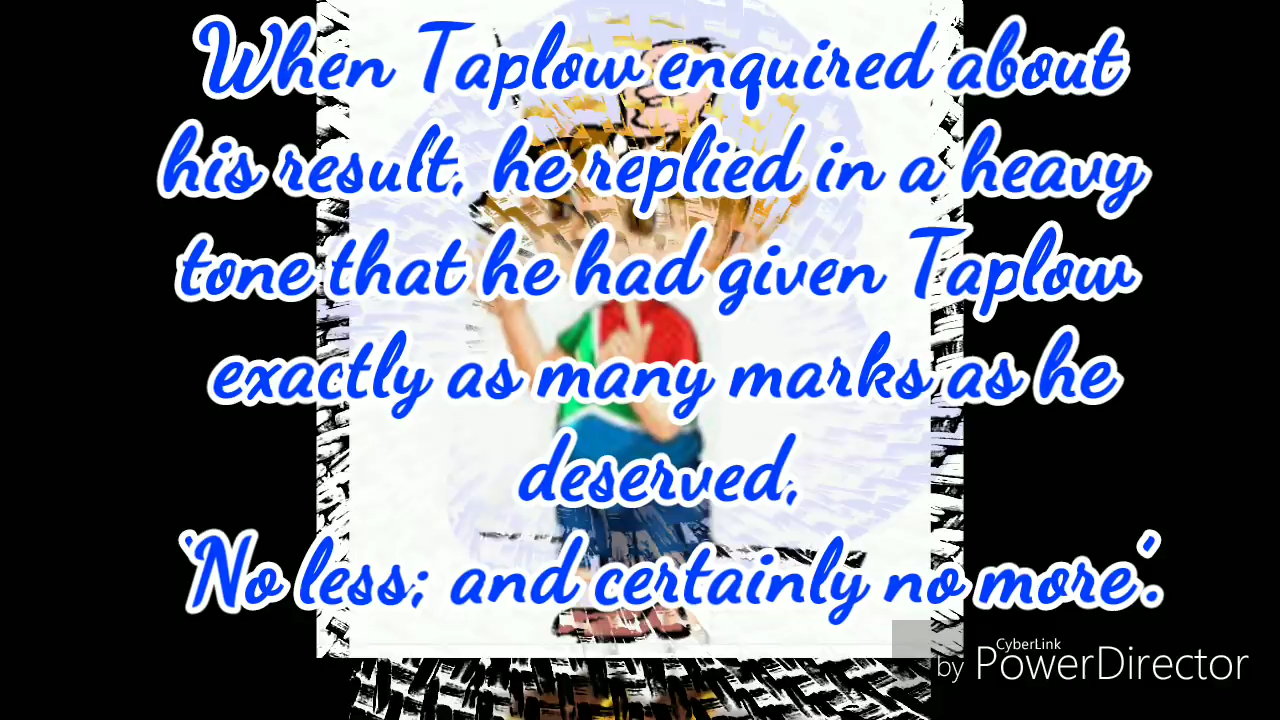 When Taplow enquired about
his result, he replied in a heavy
tone that he had given Taplow
exactly as many marks as he
deserved,
'No less; and certainly no more'.
CyberLink
by PowerDirector